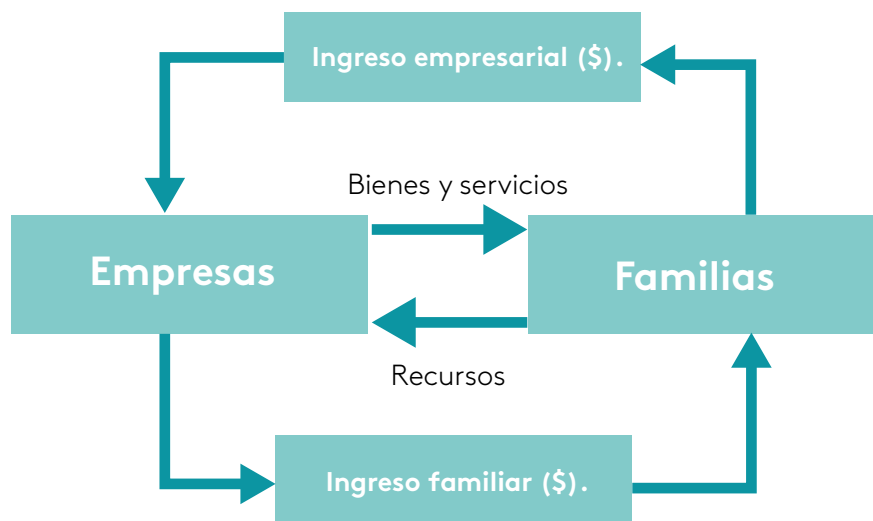 Ingreso empresarial ($).
Bienes y servicios
Empresas
Familias
Recursos
Ingreso familiar ($).